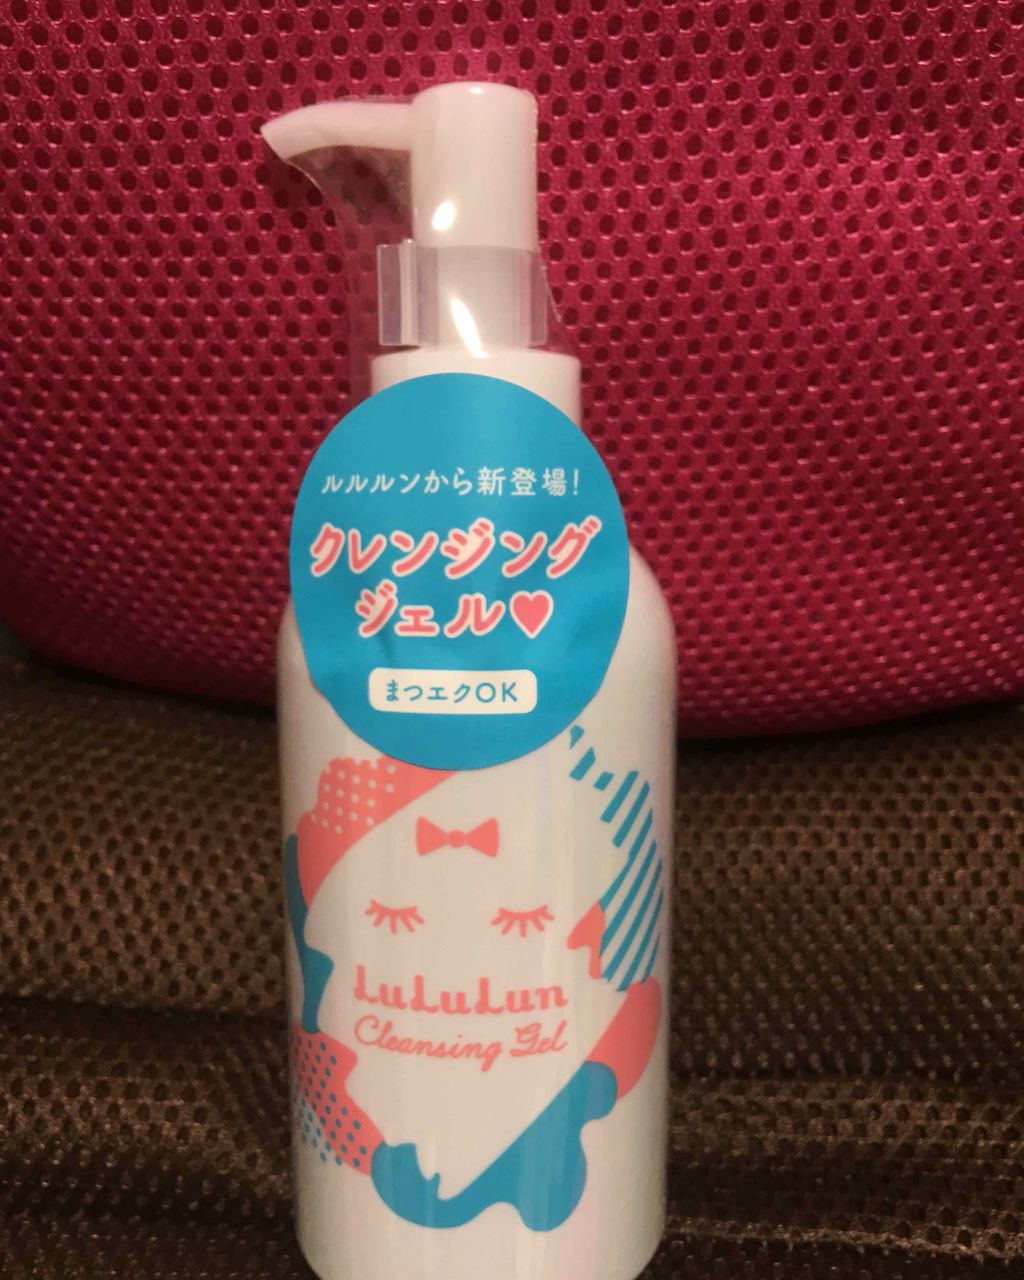 ルルルンから新登場!
クレンジング
ジェル♥
まつエクOK
LuLuLun
Cleansing Gel